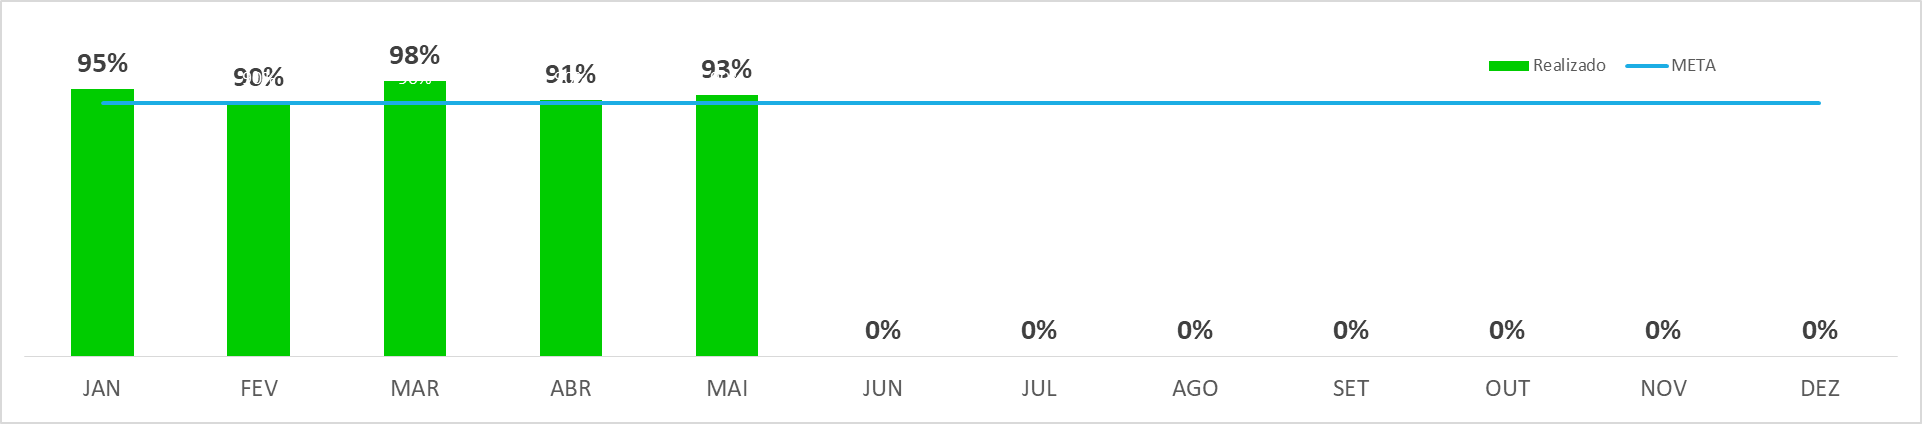 95%
90%
98%
91%
93%
Realizado
META
0%
0%
0%
0%
0%
0%
0%
JAN
FEV
MAR
ABR
MAI
JUN
JUL
AGO
SET
OUT
NOV
DEZ